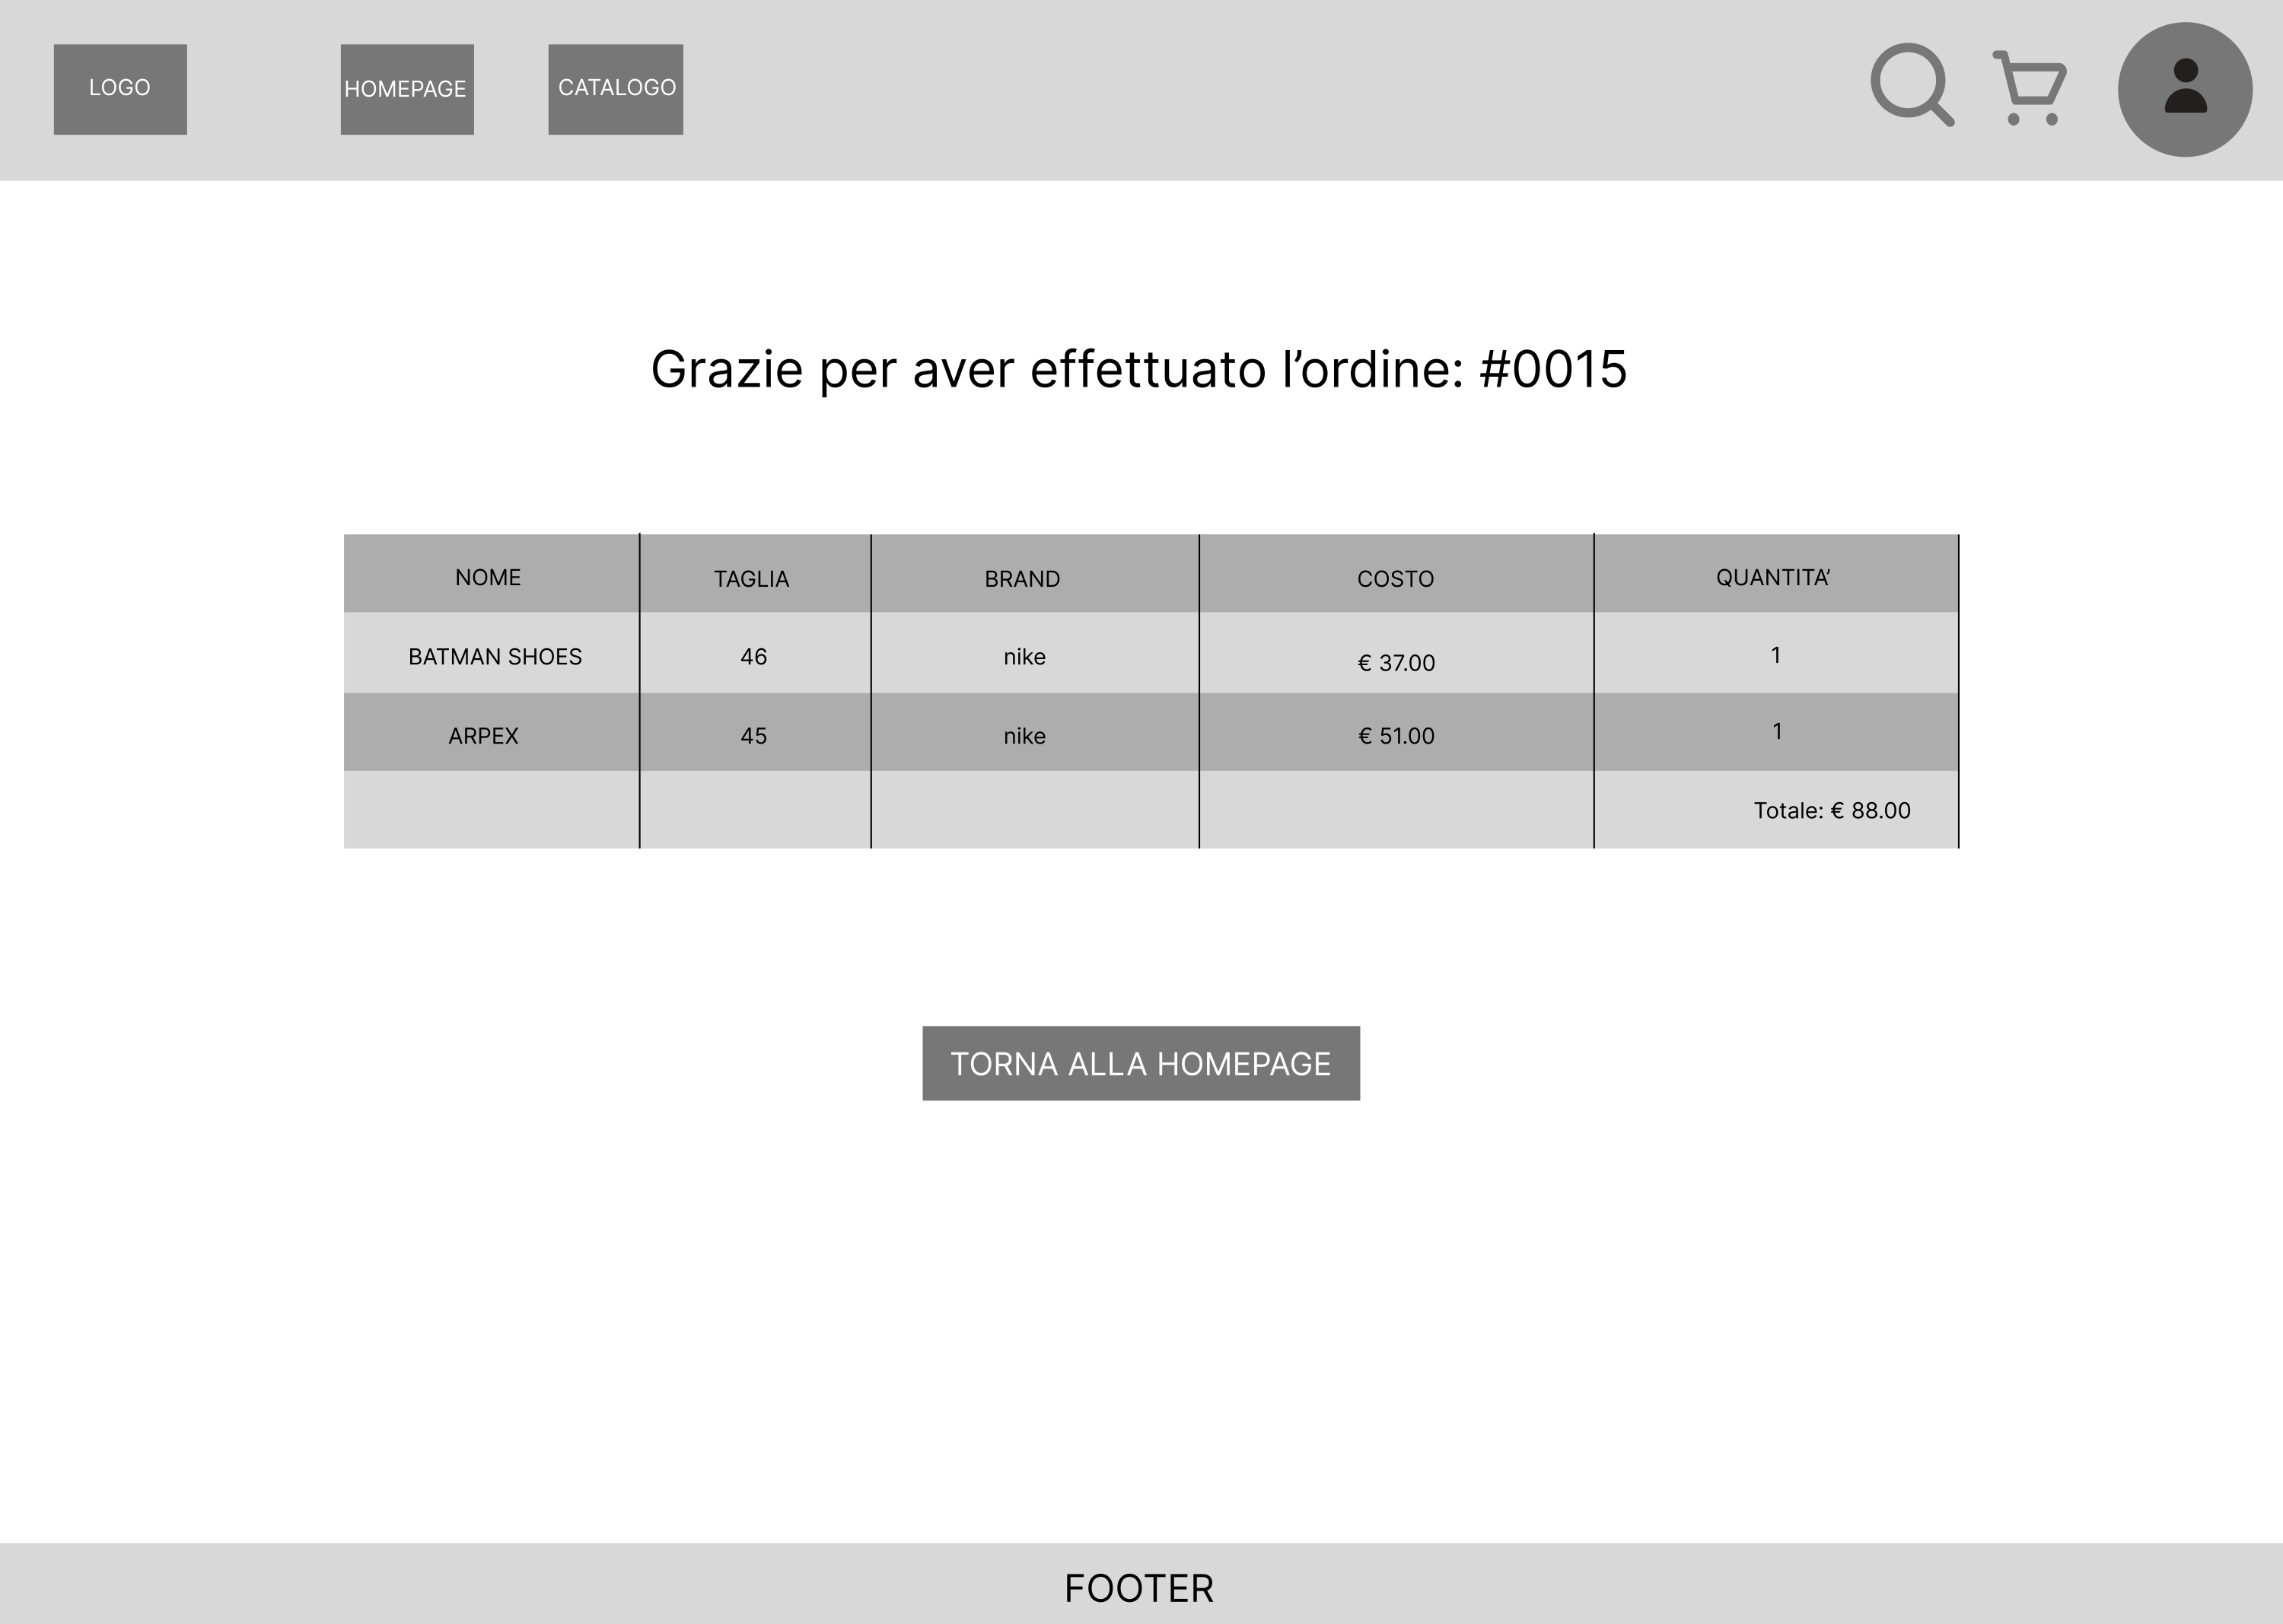 LOGO HOMEPAGE CATALOGO
Grazie per aver effettuato l’ordine: #0015
NOME TAGLIA BRAND COSTO QUANTITA’
BATMAN SHOES 46 nike € 37.00 1
ARPEX 45 nike € 51.00 1
Totale: € 88.00
TORNA ALLA HOMEPAGE
FOOTER